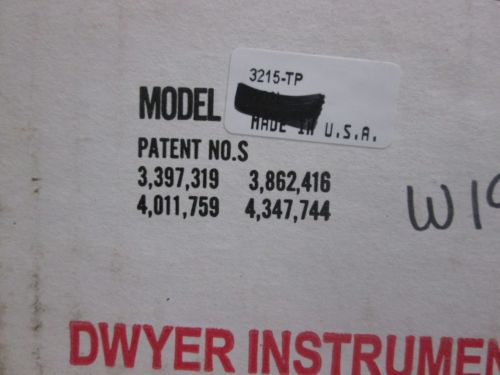 3215-TP
MODEL
MADE IN U.S.A.
PATENT NO.S
3,397,319 3,862,416
4,011,759 4,347,744
DWYER INSTRUMEN